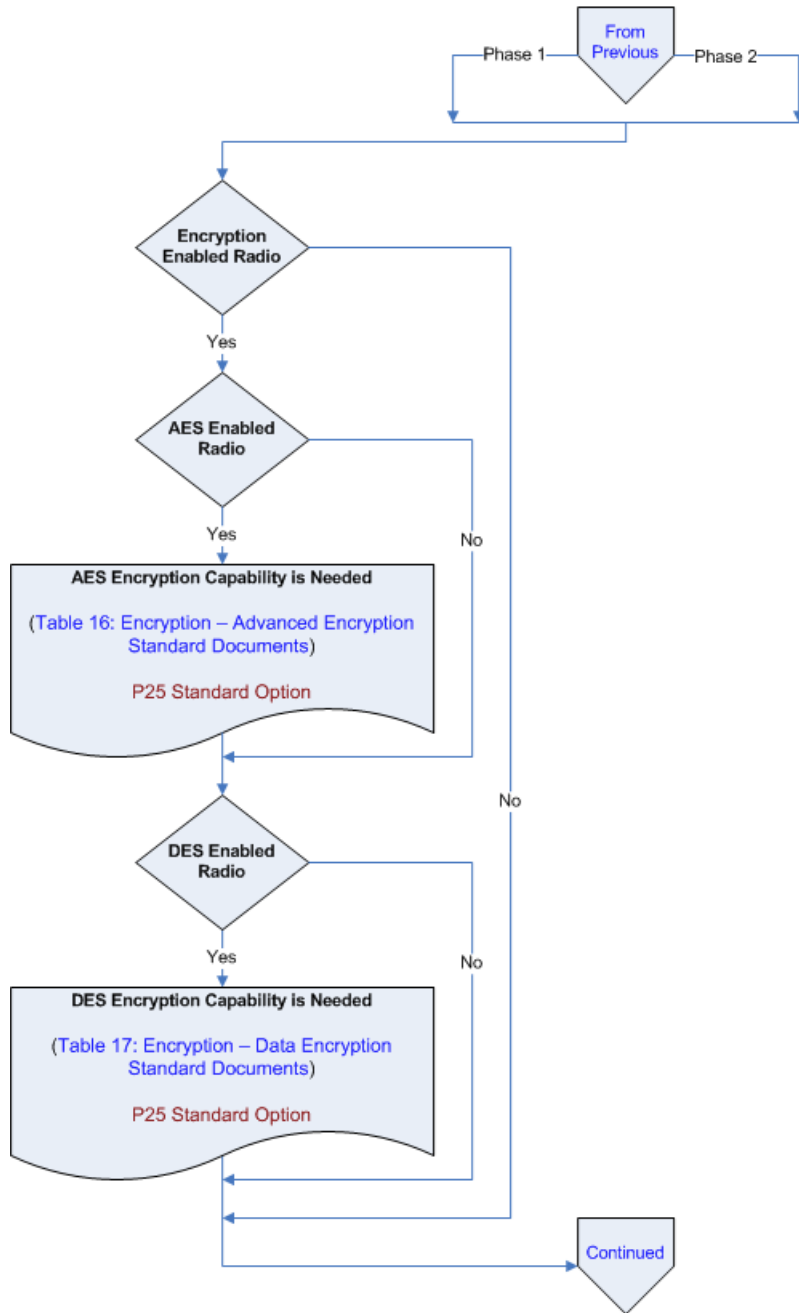 From
Previous
Phase 1
Phase 2
Encryption
Enabled Radio
Yes
AES Enabled
Radio
Yes
No
AES Encryption Capability is Needed
(Table 16: Encryption – Advanced Encryption
Standard Documents)
P25 Standard Option
No
DES Enabled
Radio
Yes
No
DES Encryption Capability is Needed
(Table 17: Encryption – Data Encryption
Standard Documents)
P25 Standard Option
Continued